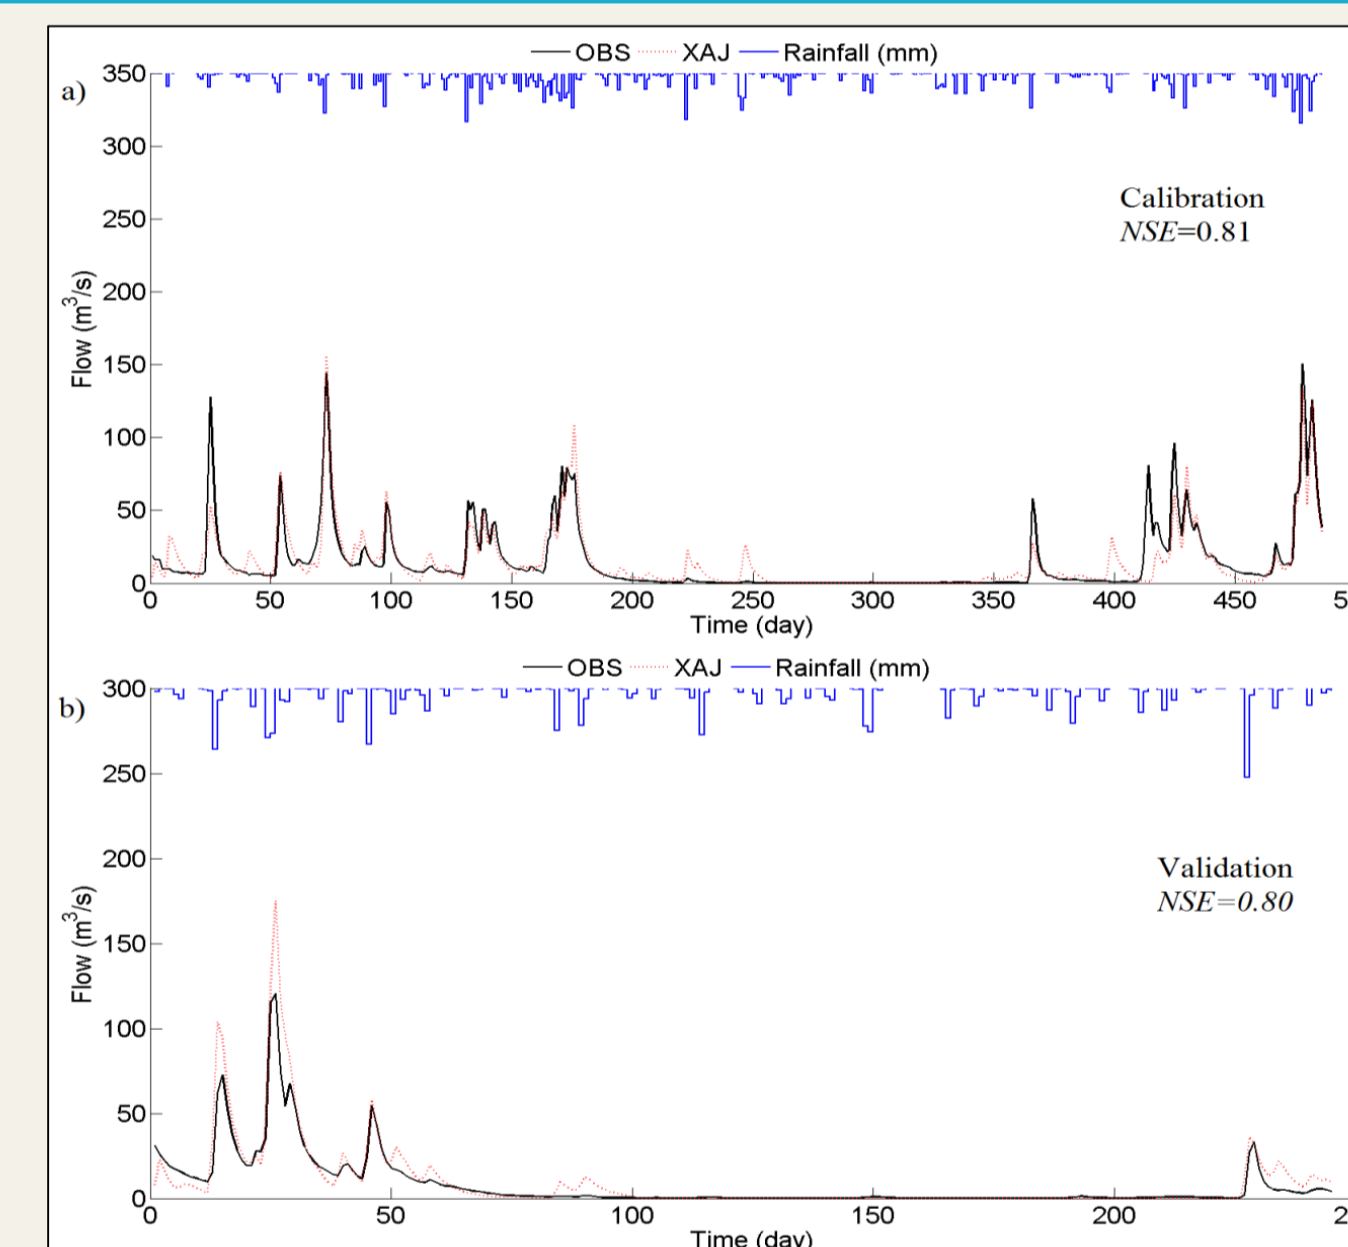 OBS XAJ Rainfall (mm)
a)
350
300
250
200
150
100
50
0
Flow (m³/s)
Calibration
NSE=0.81
0 50 100 150 200 250 300 350 400 450 5
Time (day)
OBS XAJ Rainfall (mm)
b)
300
250
200
150
100
50
0
Flow (m³/s)
Validation
NSE=0.80
0 50 100 150 200 2
Time (day)